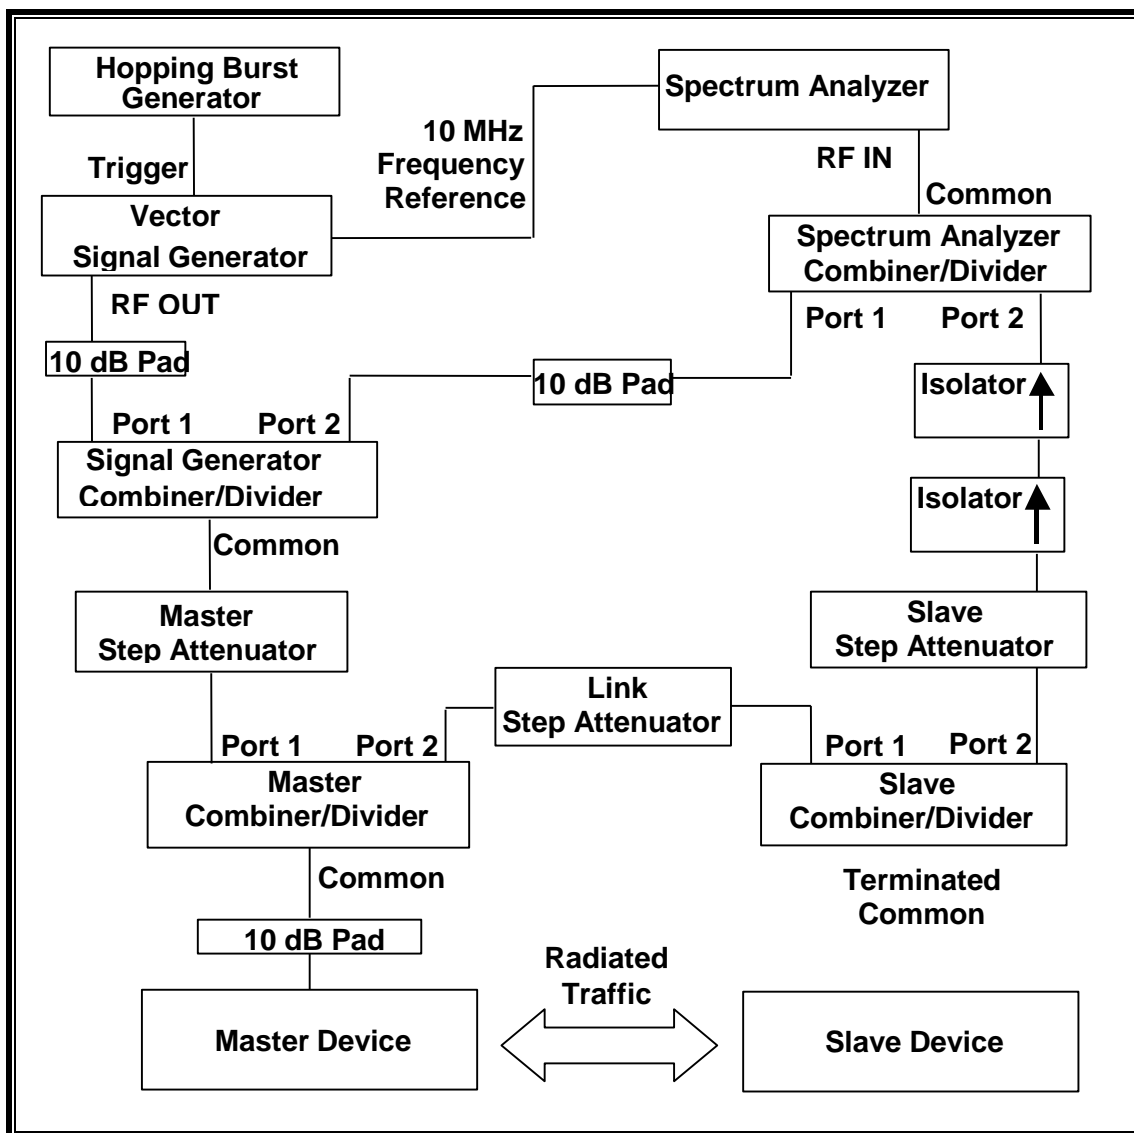 Hopping Burst
Generator
Spectrum Analyzer
10 MHz
Frequency
Reference
Trigger
RF IN
Common
Vector
Signal Generator
Spectrum Analyzer
Combiner/Divider
RF OUT
Port 1
Port 2
10 dB Pad
10 dB Pad
Isolator
Port 1
Port 2
Signal Generator
Combiner/Divider
Isolator
Common
Master
Step Attenuator
Slave
Step Attenuator
Link
Step Attenuator
Port 1
Port 2
Port 1
Port 2
Master
Combiner/Divider
Slave
Combiner/Divider
Common
Terminated
Common
10 dB Pad
Radiated
Traffic
Master Device
Slave Device